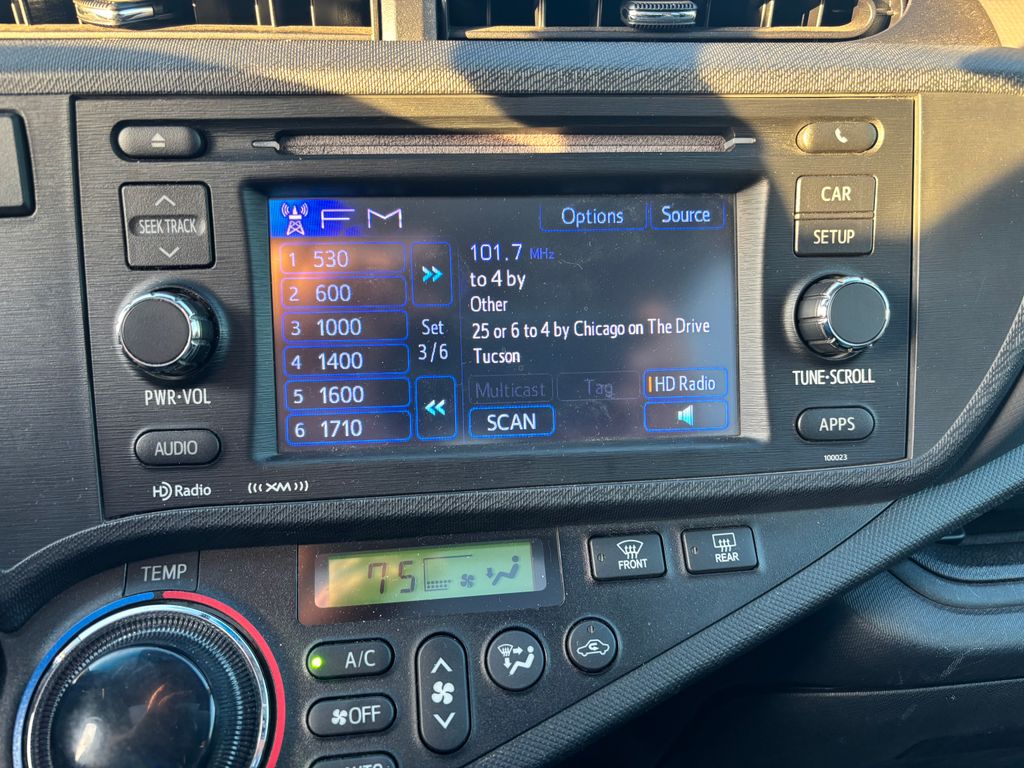 SEEK TRACK
PWR•VOL
AUDIO
HD Radio
(((XM)))
FM
Options
Source
1 530
2 600
3 1000
4 1400
5 1600
6 1710
>>
Set
3/6
<<
101.7 MHz
to 4 by
Other
25 or 6 to 4 by Chicago on The Drive
Tucson
Multicast
Tag
HD Radio
SCAN
CAR
SETUP
TUNE•SCROLL
APPS
100023
TEMP
75
FRONT
REAR
A/C
OFF
AUTO